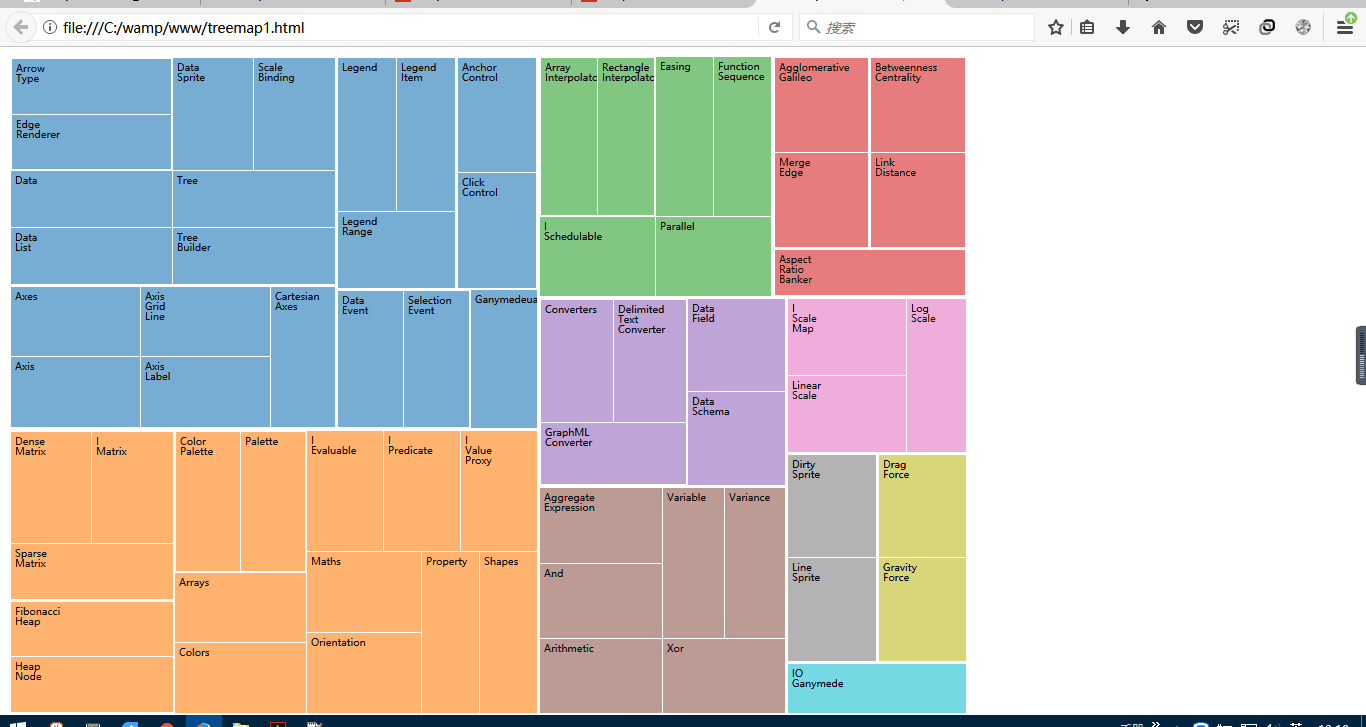 file:///C:/wamp/www/treemap1.html
搜索
Arrow
Type
Edge
Renderer
Data
Sprite
Scale
Binding
Data
Tree
Data
List
Tree
Builder
Legend
Legend
Item
Legend
Range
Anchor
Control
Click
Control
Axes
Axis
Grid
Line
Cartesian
Axes
Axis
Axis
Label
Data
Event
Selection
Event
Ganymedeua
Array
Interpolato
Rectangle
Interpolato
Easing
Function
Sequence
I
Schedulable
Parallel
Agglomerative
Galileo
Betweenness
Centrality
Merge
Edge
Link
Distance
Aspect
Ratio
Banker
Converters
Delimited
Text
Converter
GraphML
Converter
Data
Field
Data
Schema
I
Scale
Map
Linear
Scale
Log
Scale
Dense
Matrix
I
Matrix
Sparse
Matrix
Fibonacci
Heap
Heap
Node
Color
Palette
Palette
Arrays
Colors
I
Evaluable
I
Predicate
I
Value
Proxy
Maths
Orientation
Property
Shapes
Aggregate
Expression
And
Arithmetic
Variable
Variance
Xor
Dirty
Sprite
Line
Sprite
Drag
Force
Gravity
Force
IO
Ganymede